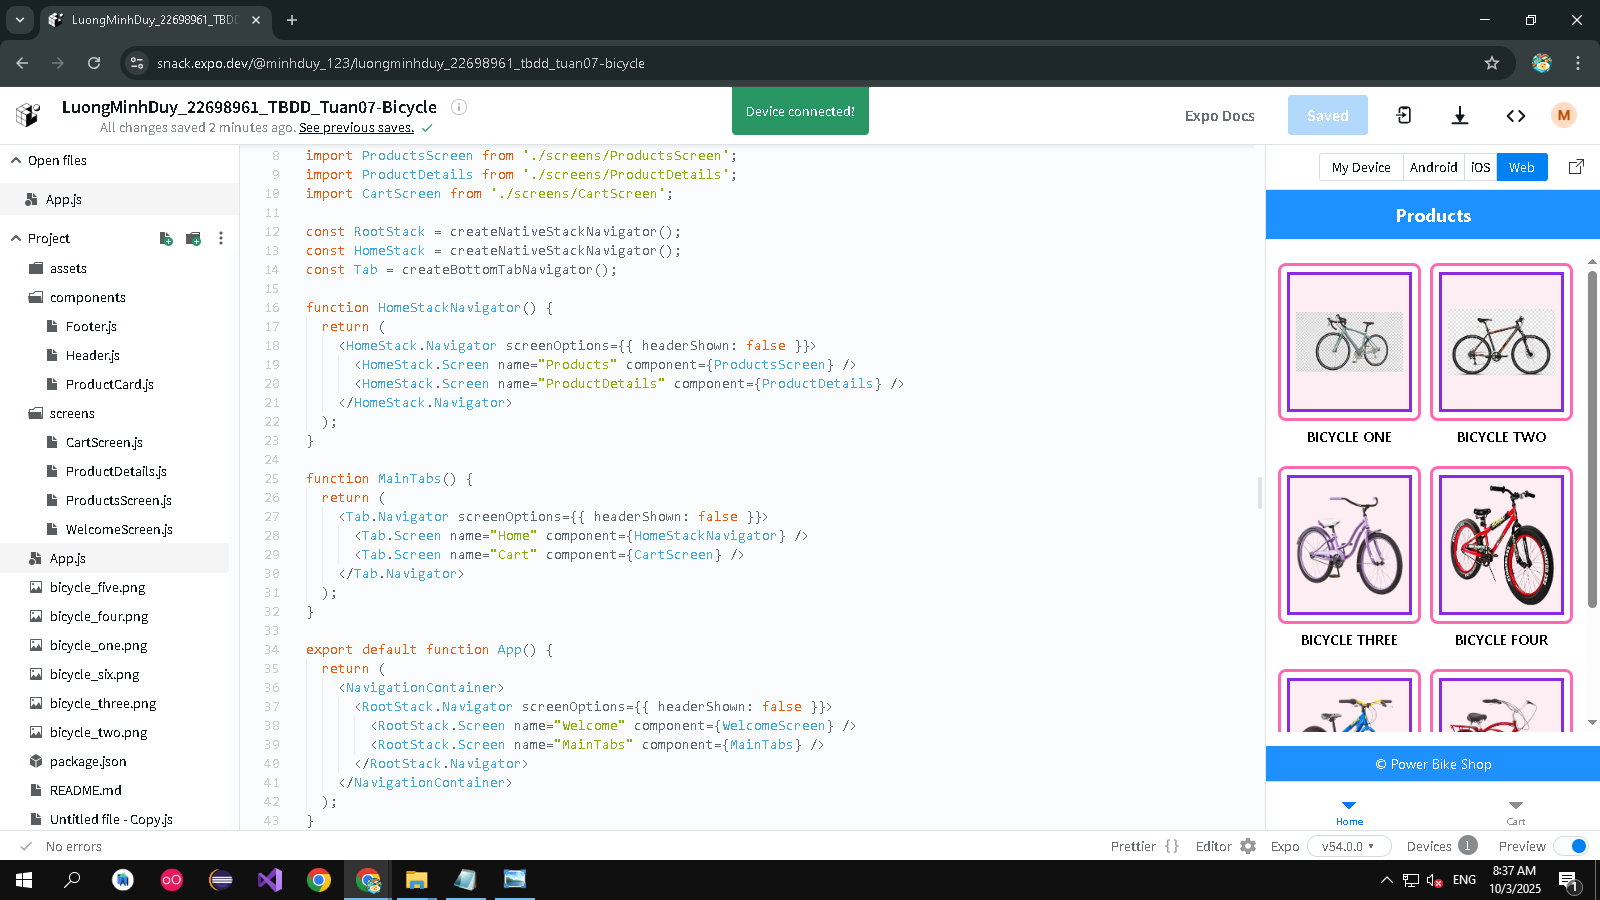 LuongMinhDuy_22698961_TBDD
snack.expo.dev/@minhduy_123/luongminhduy_22698961_tbdd_tuan07-bicycle
LuongMinhDuy_22698961_TBDD_Tuan07-Bicycle
All changes saved 2 minutes ago. See previous saves.
Device connected!
Expo Docs
Saved
M
Open files
App.js
Project
assets
components
Footer.js
Header.js
ProductCard.js
screens
CartScreen.js
ProductDetails.js
ProductsScreen.js
WelcomeScreen.js
App.js
bicycle_five.png
bicycle_four.png
bicycle_one.png
bicycle_six.png
bicycle_three.png
bicycle_two.png
package.json
README.md
Untitled file - Copy.js
8 import ProductsScreen from './screens/ProductsScreen';
9 import ProductDetails from './screens/ProductDetails';
10 import CartScreen from './screens/CartScreen';
11
12 const RootStack = createNativeStackNavigator();
13 const HomeStack = createNativeStackNavigator();
14 const Tab = createBottomTabNavigator();
15
16 function HomeStackNavigator() {
17 return (
18 <HomeStack.Navigator screenOptions={{ headerShown: false }}>
19 <HomeStack.Screen name="Products" component={ProductsScreen} />
20 <HomeStack.Screen name="ProductDetails" component={ProductDetails} />
21 </HomeStack.Navigator>
22 );
23 }
24
25 function MainTabs() {
26 return (
27 <Tab.Navigator screenOptions={{ headerShown: false }}>
28 <Tab.Screen name="Home" component={HomeStackNavigator} />
29 <Tab.Screen name="Cart" component={CartScreen} />
30 </Tab.Navigator>
31 );
32 }
33
34 export default function App() {
35 return (
36 <NavigationContainer>
37 <RootStack.Navigator screenOptions={{ headerShown: false }}>
38 <RootStack.Screen name="Welcome" component={WelcomeScreen} />
39 <RootStack.Screen name="MainTabs" component={MainTabs} />
40 </RootStack.Navigator>
41 </NavigationContainer>
42 );
43 }
My Device Android iOS Web
Products
BICYCLE ONE BICYCLE TWO
BICYCLE THREE BICYCLE FOUR
© Power Bike Shop
Home Cart
No errors
Prettier {} Editor Expo v54.0.0 Devices 1 Preview
ENG
8:37 AM
10/3/2025
1